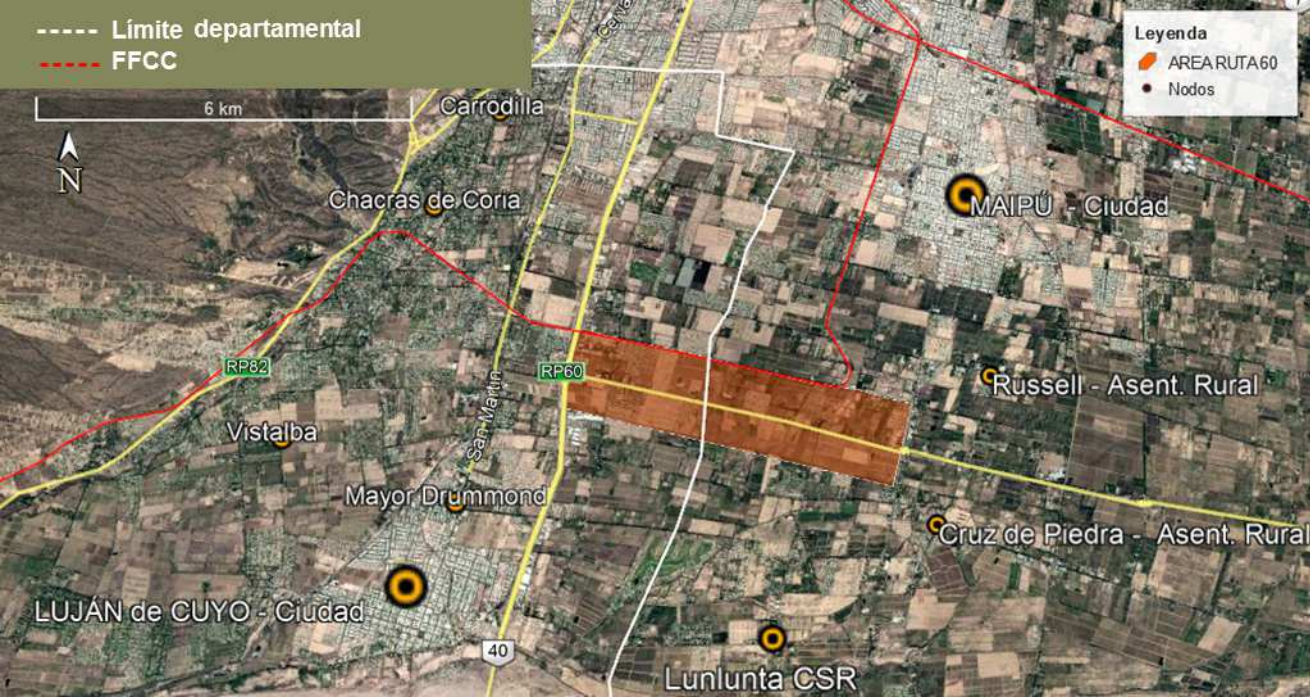 Límite departamental
FFCC
6 km
N
Leyenda
AREA RUTA 60
Nodos
Carrodilla
Chacras de Coria
MAIPÚ - Ciudad
RP82
RP60
San Martín
Russell - Asent. Rural
Vistalba
Mayor Drummond
Cruz de Piedra - Asent. Rural
LUJÁN de CUYO - Ciudad
40
Lunlunta CSR